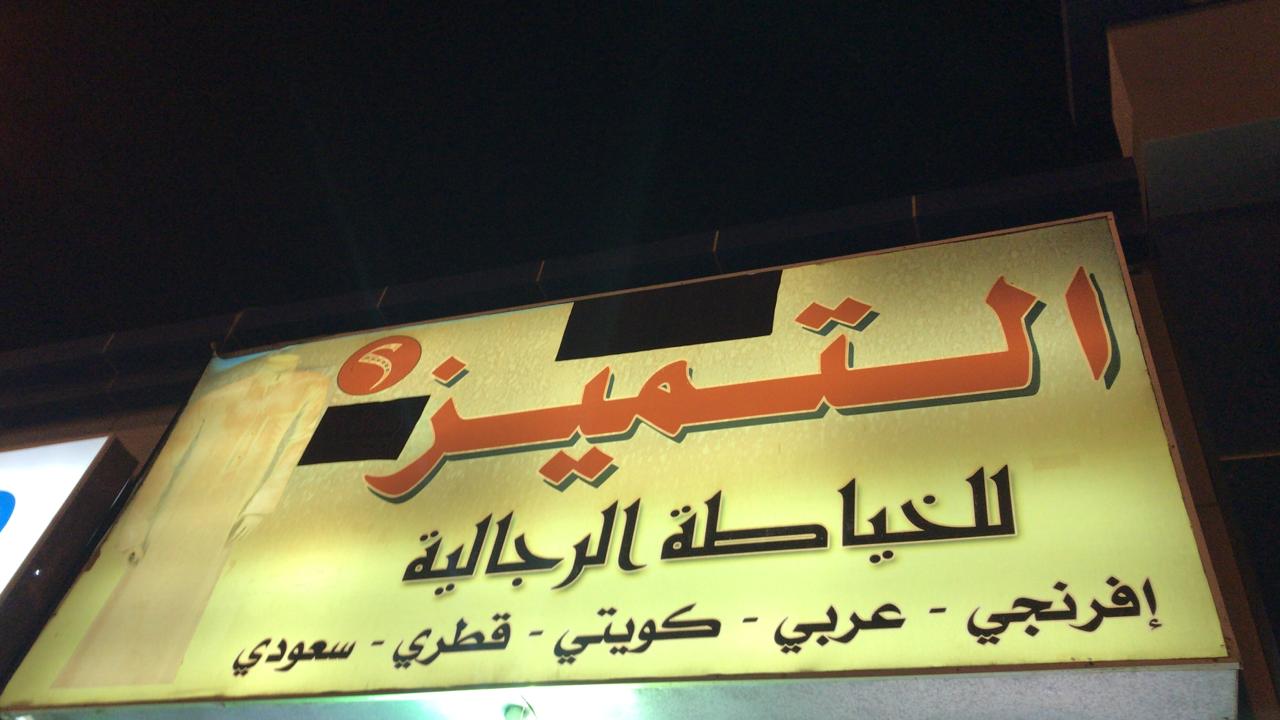 التميز
للخياطة الرجالية
إفرنجي - عربي - كويتي - قطري - سعودي